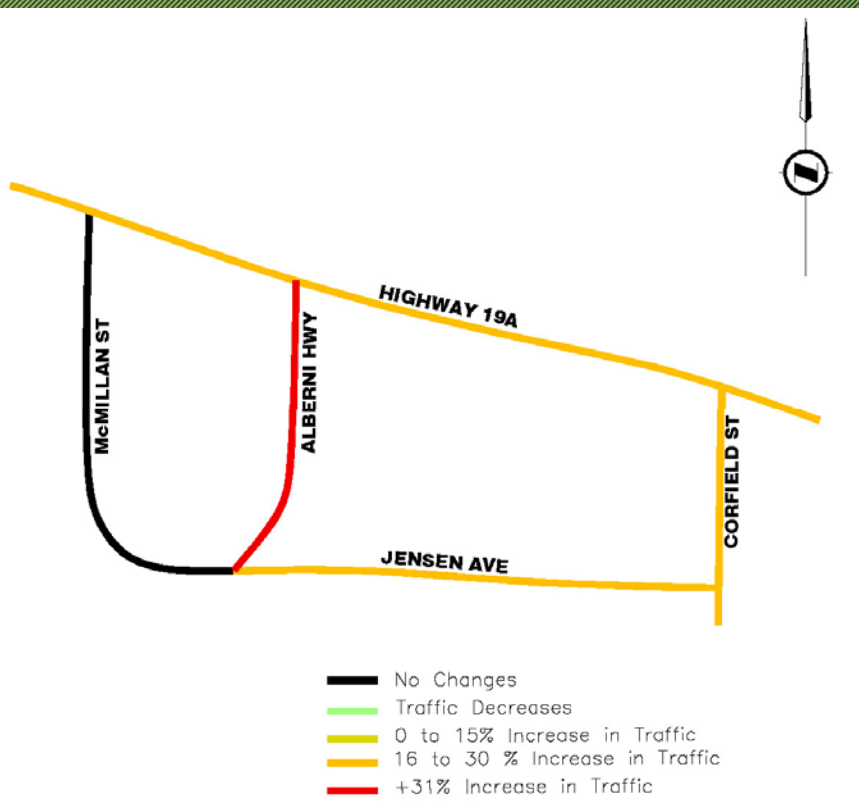 HIGHWAY 19A
McMILLAN ST
ALBERNI HWY
CORFIELD ST
JENSEN AVE
No Changes
Traffic Decreases
0 to 15% Increase in Traffic
16 to 30 % Increase in Traffic
+31% Increase in Traffic